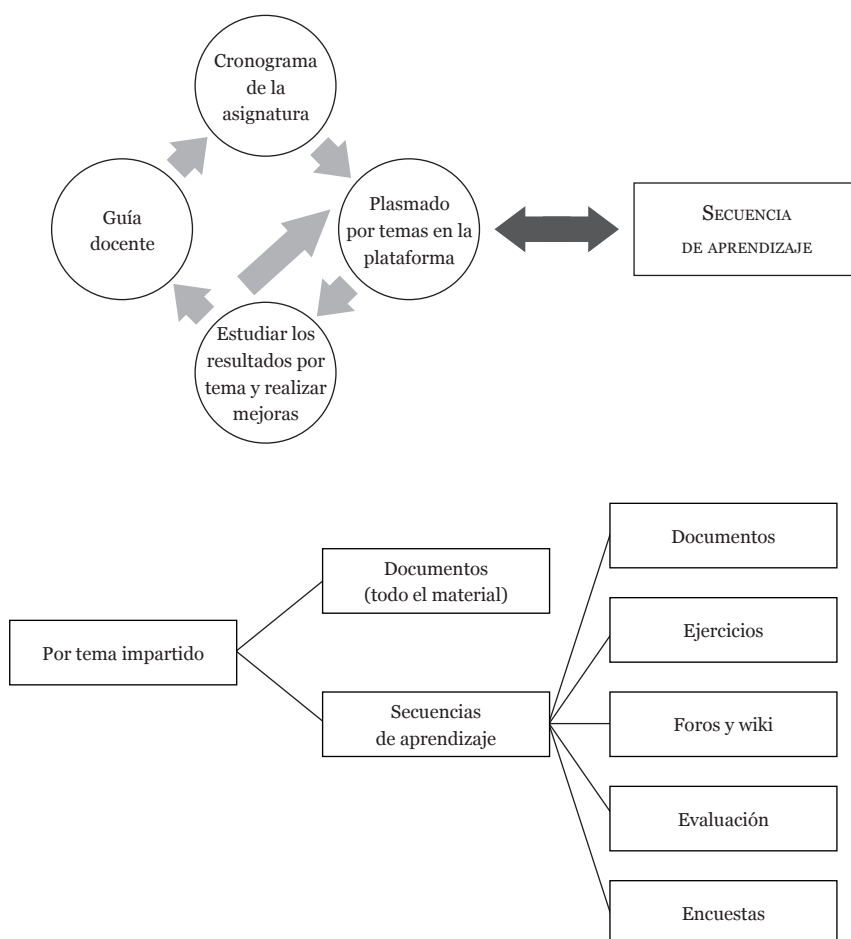 Cronograma
de la
asignatura
Guía
docente
Plasmado
por temas en la
plataforma
Secuencia
de aprendizaje
Estudiar los
resultados por
tema y realizar
mejoras
Por tema impartido
Documentos
(todo el material)
Secuencias
de aprendizaje
Documentos
Ejercicios
Foros y wiki
Evaluación
Encuestas